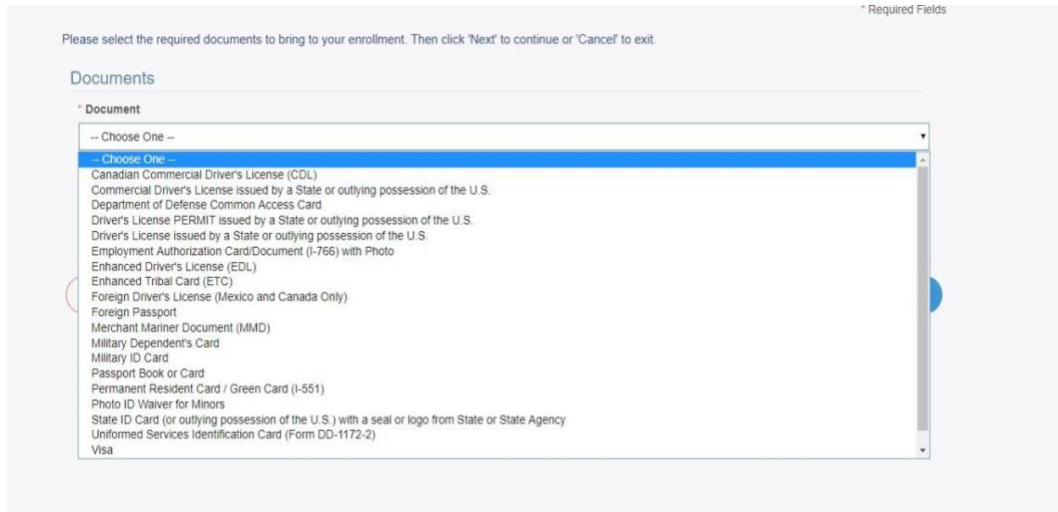 * Required Fields
Please select the required documents to bring to your enrollment. Then click 'Next' to continue or 'Cancel' to exit.
Documents
* Document
-- Choose One --
-- Choose One --
Canadian Commercial Driver's License (CDL)
Commercial Driver's License issued by a State or outlying possession of the U.S.
Department of Defense Common Access Card
Driver's License PERMIT issued by a State or outlying possession of the U.S.
Driver's License issued by a State or outlying possession of the U.S.
Employment Authorization Card/Document (I-766) with Photo
Enhanced Driver's License (EDL)
Enhanced Tribal Card (ETC)
Foreign Driver's License (Mexico and Canada Only)
Foreign Passport
Merchant Mariner Document (MMD)
Military Dependent's Card
Military ID Card
Passport Book or Card
Permanent Resident Card / Green Card (I-551)
Photo ID Waiver for Minors
State ID Card (or outlying possession of the U.S.) with a seal or logo from State or State Agency
Uniformed Services Identification Card (Form DD-1172-2)
Visa